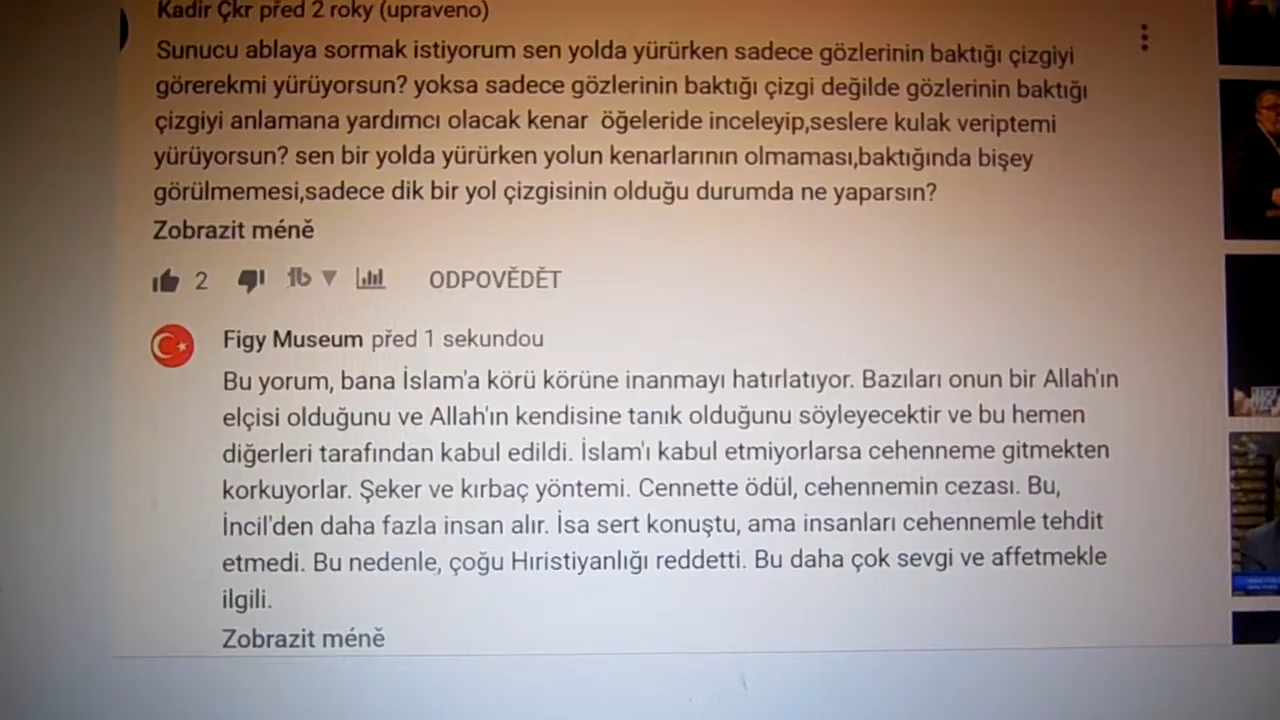 Kadir Çkr před 2 roky (upraveno)
Sunucu ablaya sormak istiyorum sen yolda yürürken sadece gözlerinin baktığı çizgiyi
görerekmi yürüyorsun? yoksa sadece gözlerinin baktığı çizgi değilde gözlerinin baktığı
çizgiyi anlamana yardımcı olacak kenar öğeleride inceleyip,seslere kulak veriptemi
yürüyorsun? sen bir yolda yürürken yolun kenarlarının olmaması,baktığında bişey
görülmemesi,sadece dik bir yol çizgisinin olduğu durumda ne yaparsın?
Zobrazit méně
2 ODPOVĚDĚT
Figy Museum před 1 sekundou
Bu yorum, bana İslam'a körü körüne inanmayı hatırlatıyor. Bazıları onun bir Allah'ın
elçisi olduğunu ve Allah'ın kendisine tanık olduğunu söyleyecektir ve bu hemen
diğerleri tarafından kabul edildi. İslam'ı kabul etmiyorlarsa cehenneme gitmekten
korkuyorlar. Şeker ve kırbaç yöntemi. Cennette ödül, cehennemin cezası. Bu,
İncil'den daha fazla insan alır. İsa sert konuştu, ama insanları cehennemle tehdit
etmedi. Bu nedenle, çoğu Hıristiyanlığı reddetti. Bu daha çok sevgi ve affetmekle
ilgili.
Zobrazit méně